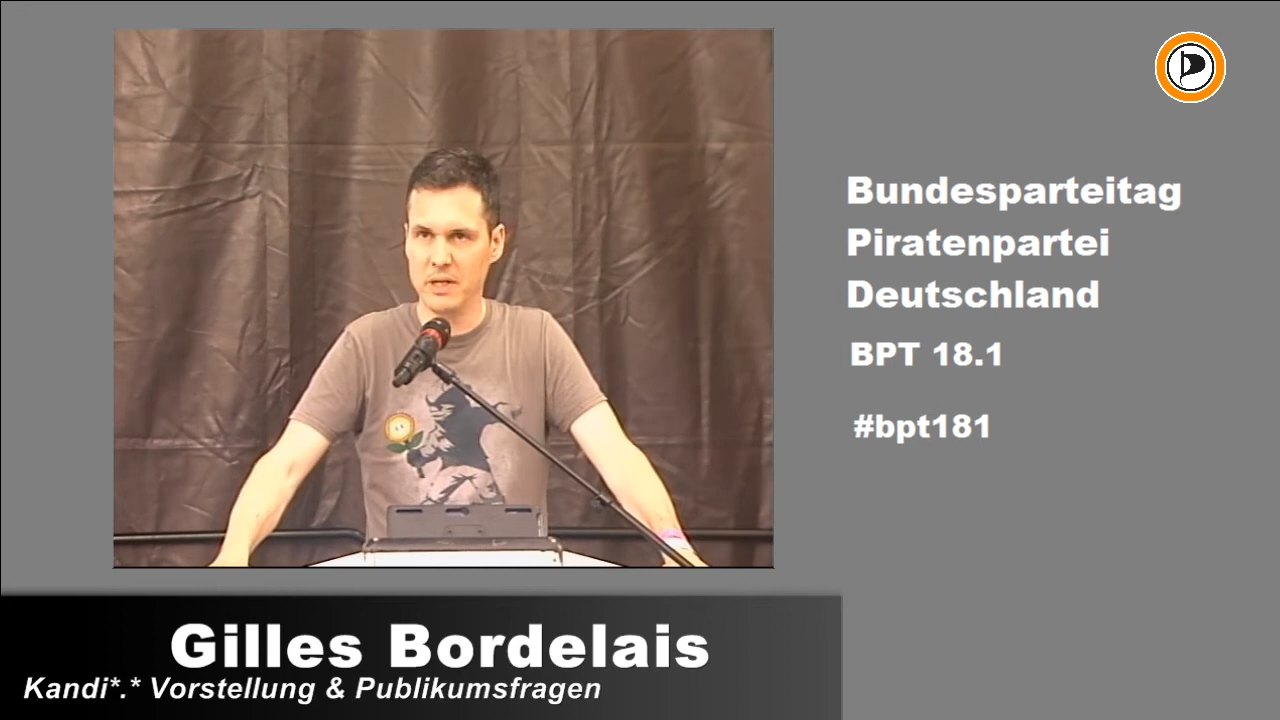 Bundesparteitag
Piratenpartei
Deutschland
BPT 18.1
#bpt181
Gilles Bordelais
Kandi*.* Vorstellung & Publikumsfragen